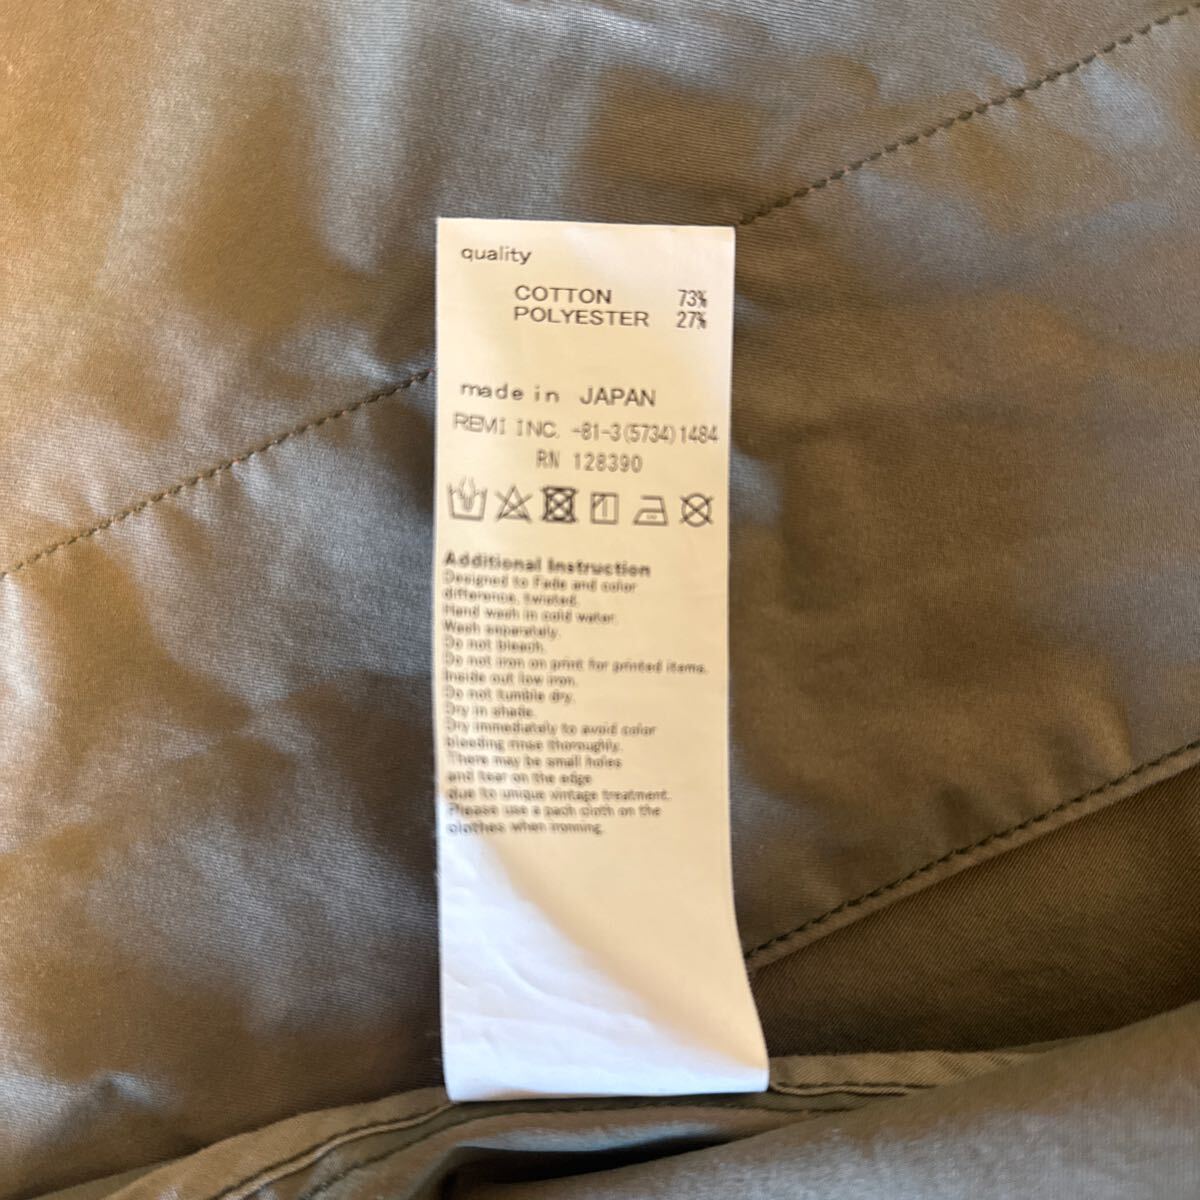 quality
COTTON 73%
POLYESTER 27%
made in JAPAN
REMI INC. -81-3(5734)1484
RN 128390
Additional Instruction
Designed to Fade and color
difference, twisted.
Hand wash in cold water.
Wash separately.
Do not bleach.
Do not iron on print for printed items.
Inside out low iron.
Do not tumble dry.
Dry in shade.
Dry immediately to avoid color
bleeding rinse thoroughly.
There may be small holes
and tear on the edge
due to unique vintage treatment.
Please use a pach cloth on the
clothes when ironning.